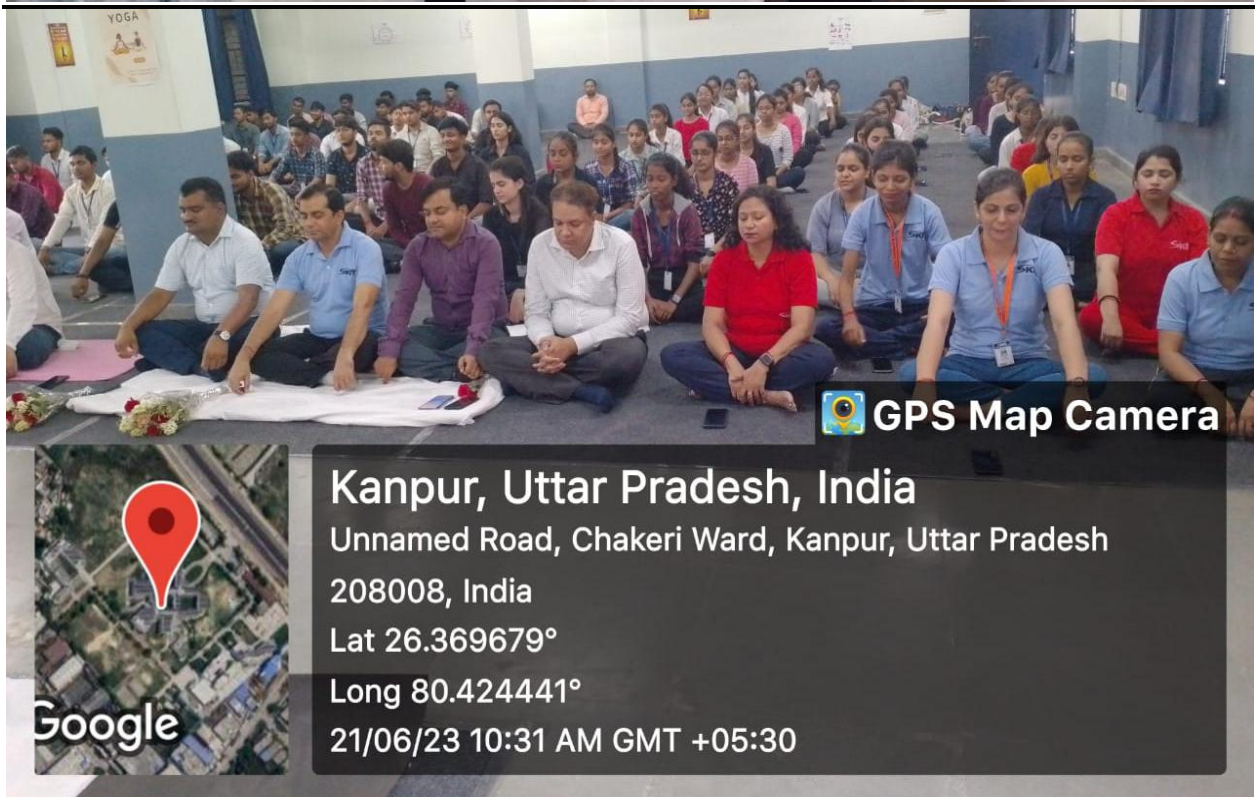 YOGA
GPS Map Camera
Kanpur, Uttar Pradesh, India
Unnamed Road, Chakeri Ward, Kanpur, Uttar Pradesh
208008, India
Lat 26.369679°
Long 80.424441°
21/06/23 10:31 AM GMT +05:30
Google